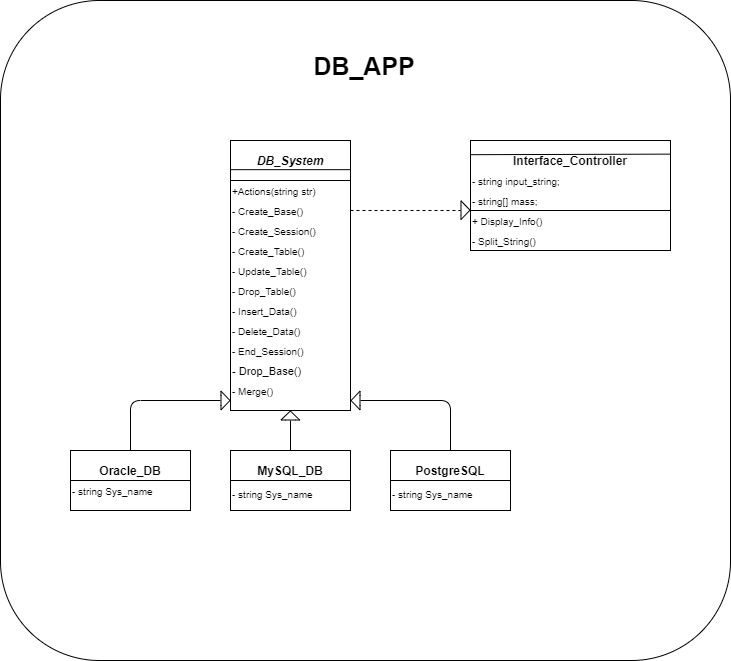 DB_APP
DB_System
+Actions(string str)
- Create_Base()
- Create_Session()
- Create_Table()
- Update_Table()
- Drop_Table()
- Insert_Data()
- Delete_Data()
- End_Session()
- Drop_Base()
- Merge()
Interface_Controller
- string input_string;
- string[] mass;
+ Display_Info()
- Split_String()
Oracle_DB
- string Sys_name
MySQL_DB
- string Sys_name
PostgreSQL
- string Sys_name